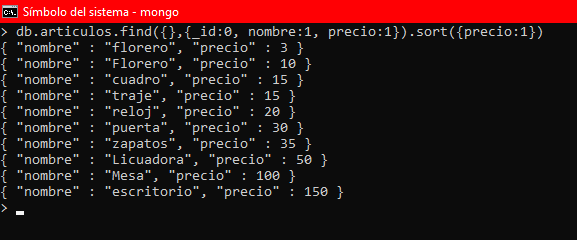 Símbolo del sistema - mongo
> db.articulos.find({},{_id:0, nombre:1, precio:1}).sort({precio:1})
{ "nombre" : "florero", "precio" : 3 }
{ "nombre" : "Florero", "precio" : 10 }
{ "nombre" : "cuadro", "precio" : 15 }
{ "nombre" : "traje", "precio" : 15 }
{ "nombre" : "reloj", "precio" : 20 }
{ "nombre" : "puerta", "precio" : 30 }
{ "nombre" : "zapatos", "precio" : 35 }
{ "nombre" : "Licuadora", "precio" : 50 }
{ "nombre" : "Mesa", "precio" : 100 }
{ "nombre" : "escritorio", "precio" : 150 }
>